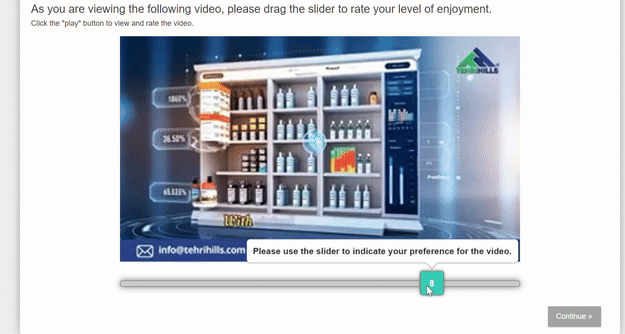 As you are viewing the following video, please drag the slider to rate your level of enjoyment.
Click the "play" button to view and rate the video.
TEHRIHILLS
1860%
36.50%
With
info@tehrihills.com
Please use the slider to indicate your preference for the video.
8
Continue »